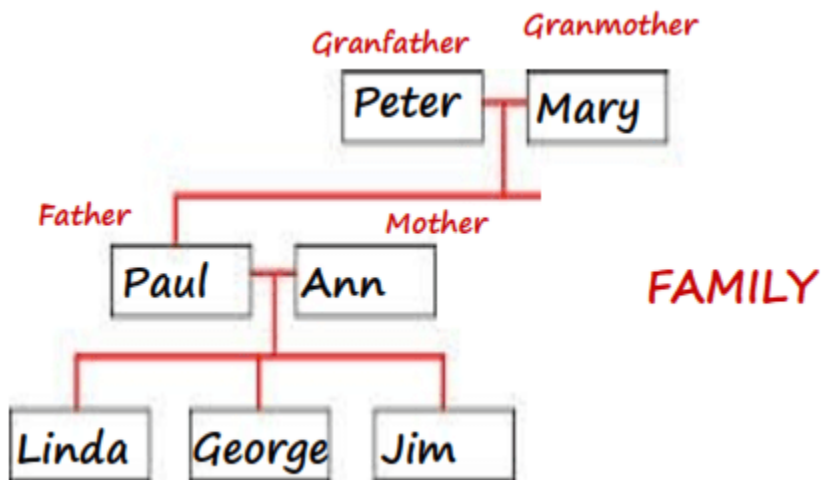 Granfather
Granmother
Peter
Mary
Father
Mother
Paul
Ann
FAMILY
Linda
George
Jim